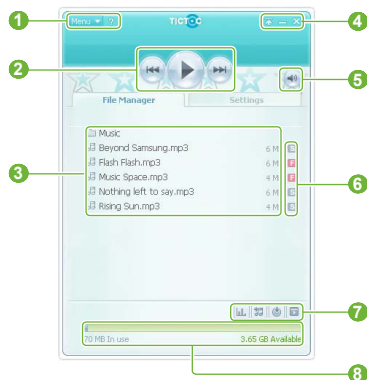 1
Menu ?
TICTOC
4
2
5
File Manager Settings
Music
Beyond Samsung.mp3 6 M
Flash Flash.mp3 6 M F
3
Music Space.mp3 4 M F
6
Nothing left to say.mp3 6 M
Rising Sun.mp3 4 M
7
70 MB In use 3.65 GB Available
8